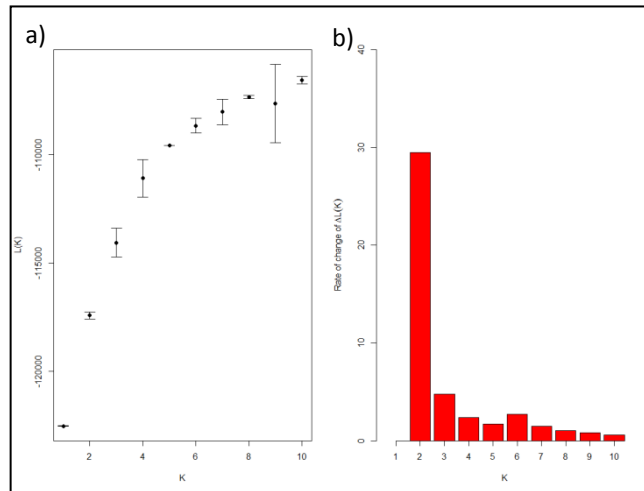 a)
L(K)
-110000
-115000
-120000
2 4 6 8 10
K
b)
Rate of change of ΔL(K)
40
30
20
10
0
1 2 3 4 5 6 7 8 9 10
K